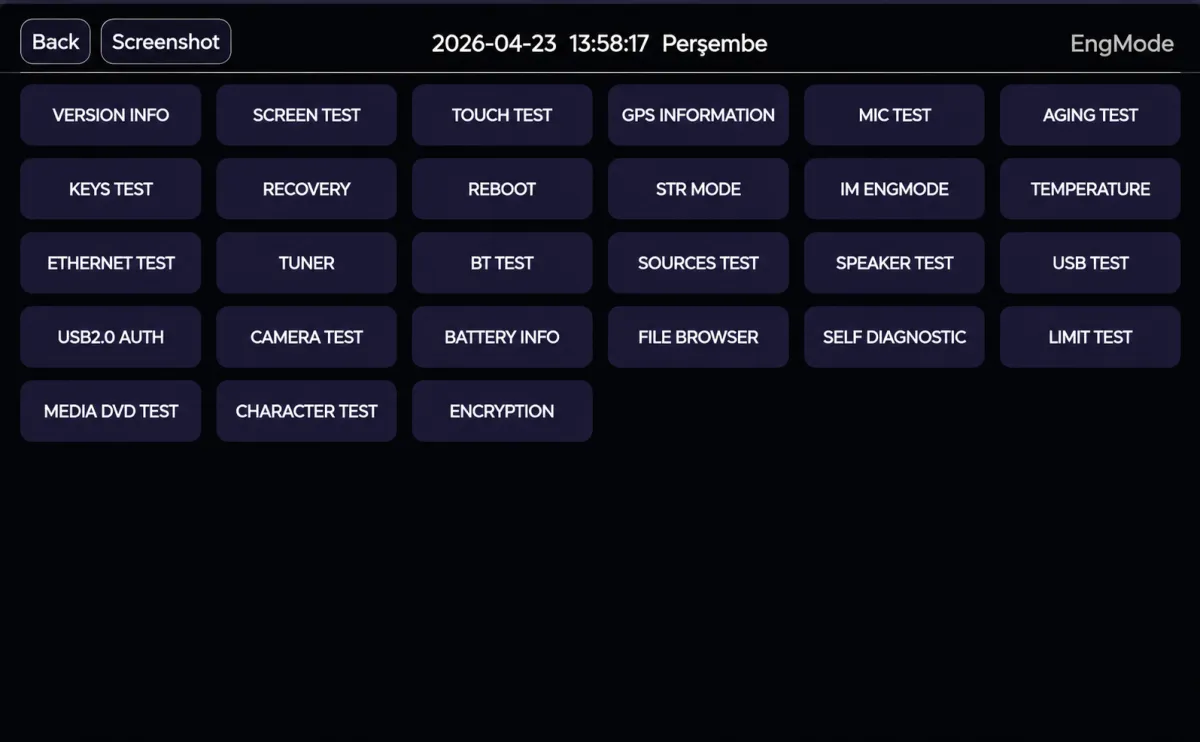 Back Screenshot 2026-04-23 13:58:17 Perşembe EngMode
VERSION INFO SCREEN TEST TOUCH TEST GPS INFORMATION MIC TEST AGING TEST
KEYS TEST RECOVERY REBOOT STR MODE IM ENGMODE TEMPERATURE
ETHERNET TEST TUNER BT TEST SOURCES TEST SPEAKER TEST USB TEST
USB2.0 AUTH CAMERA TEST BATTERY INFO FILE BROWSER SELF DIAGNOSTIC LIMIT TEST
MEDIA DVD TEST CHARACTER TEST ENCRYPTION